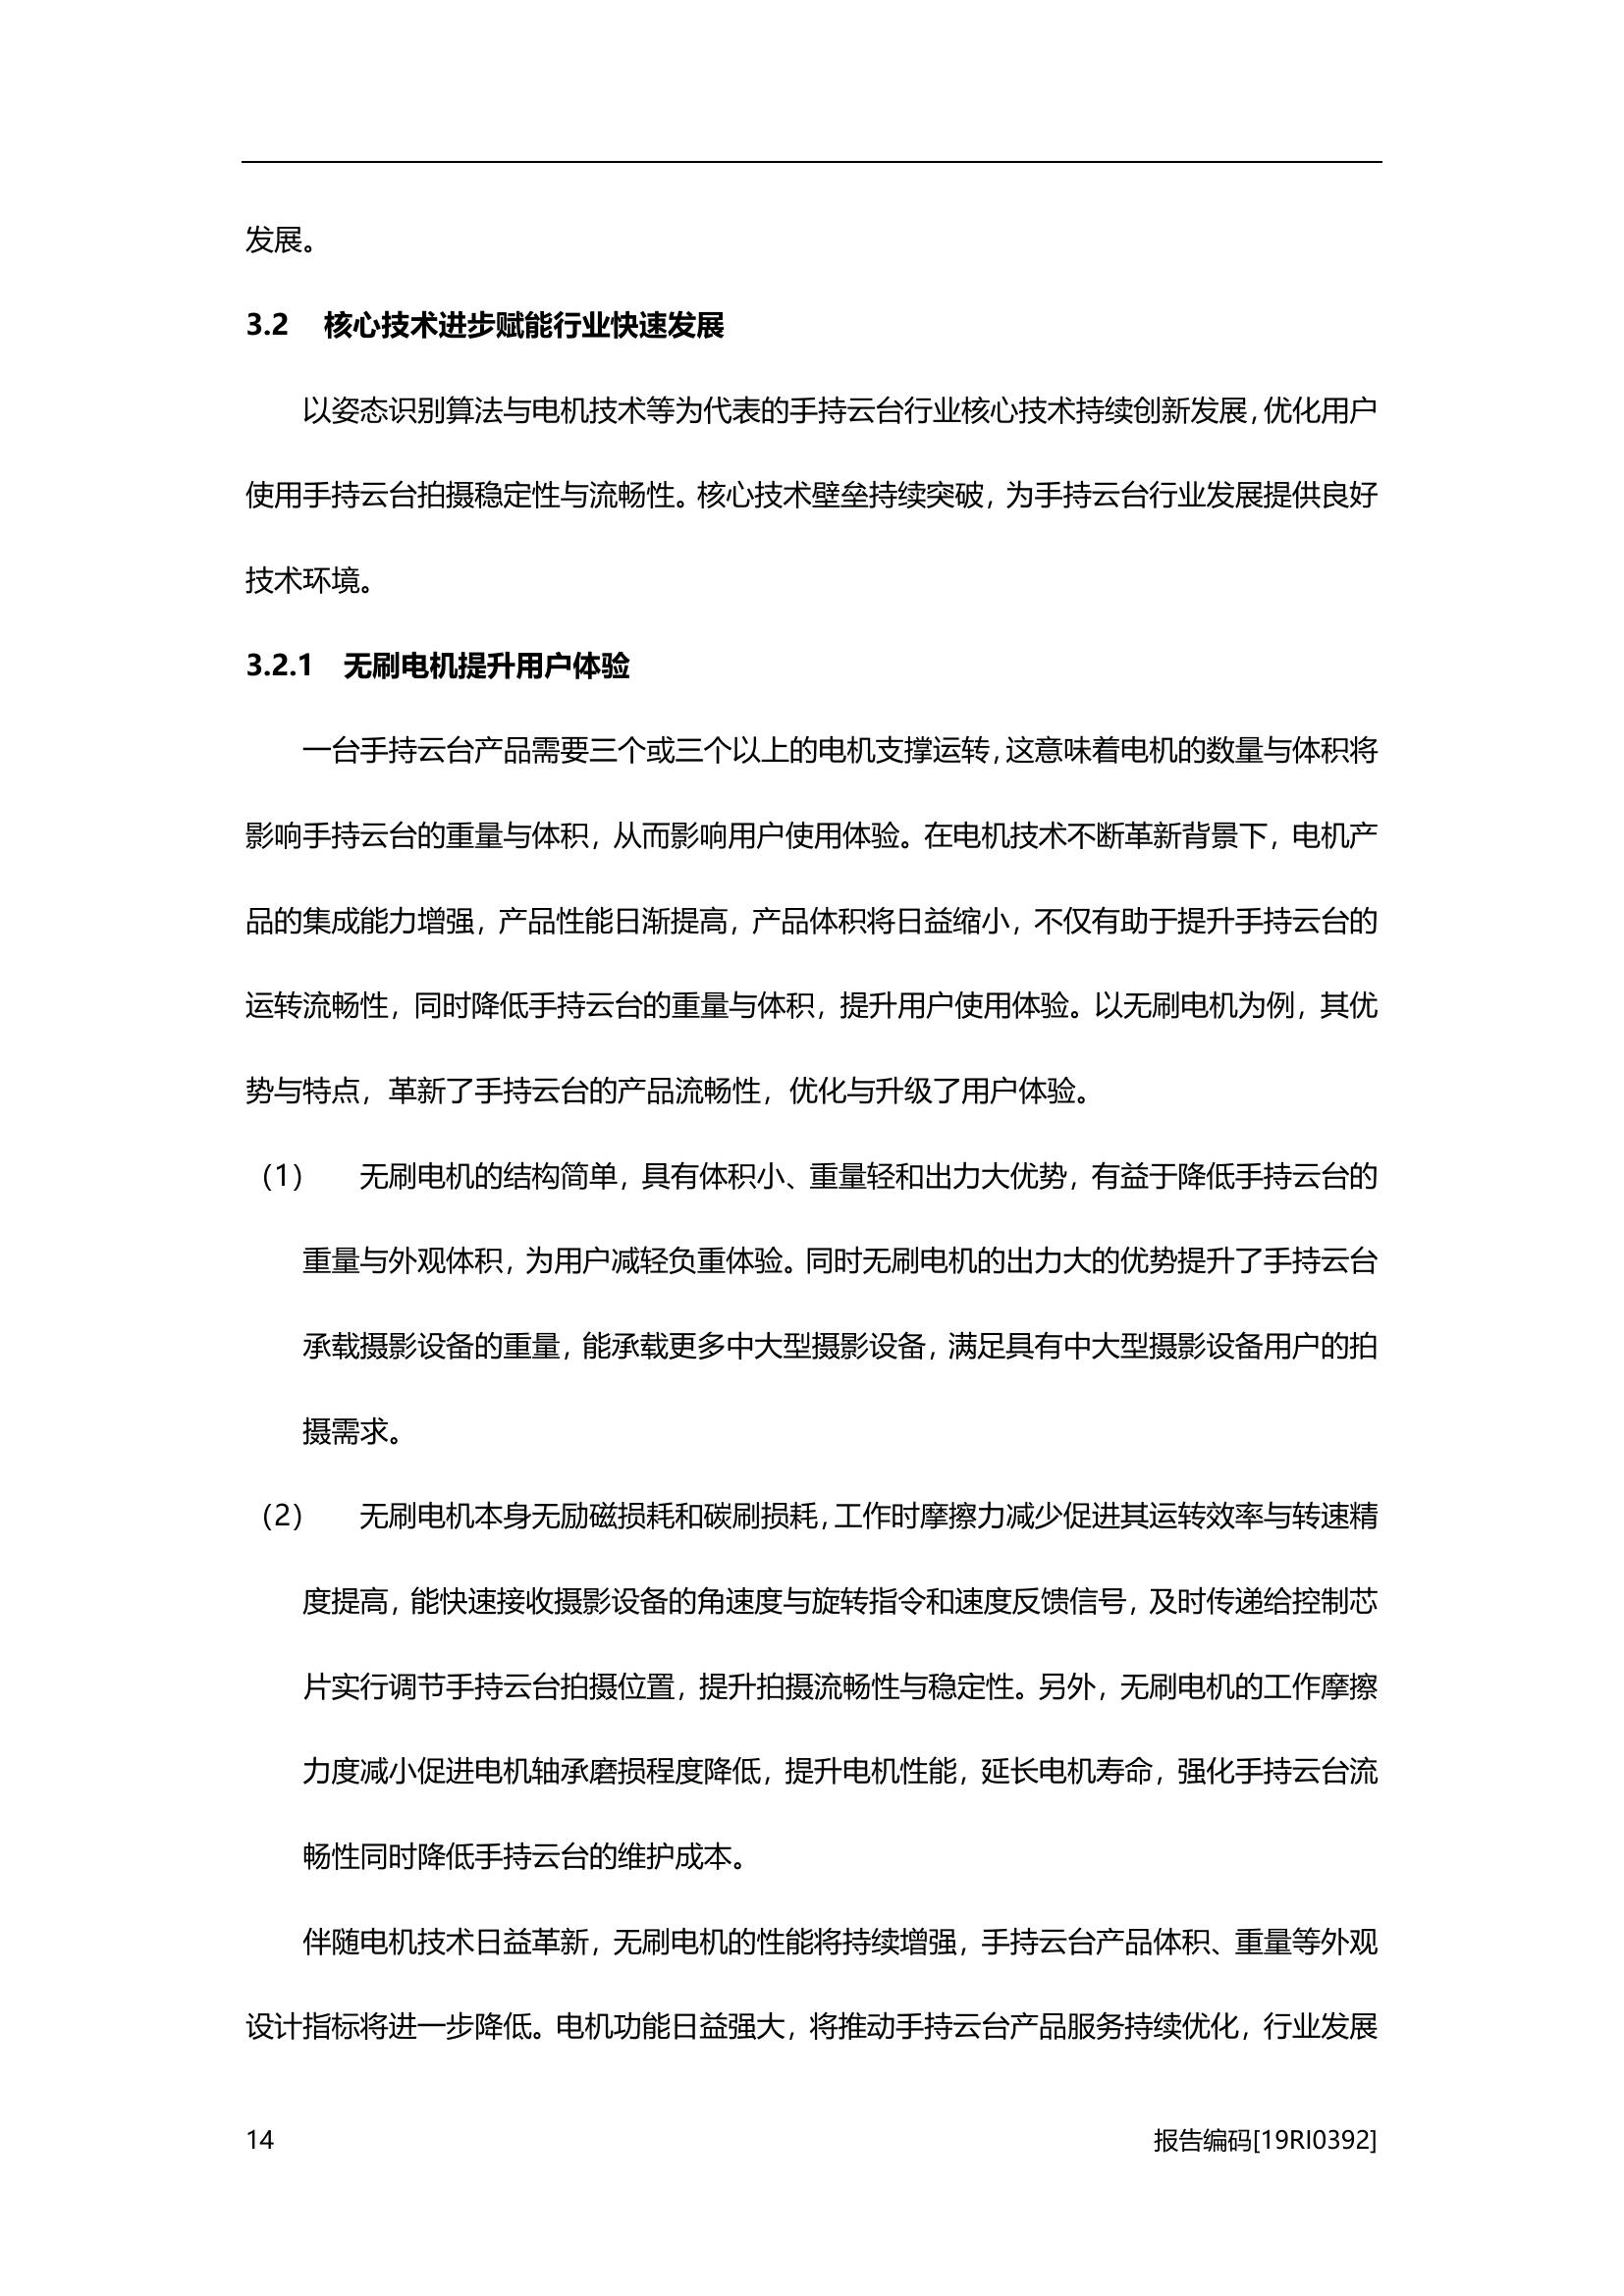 发展。
3.2 核心技术进步赋能行业快速发展
以姿态识别算法与电机技术等为代表的手持云台行业核心技术持续创新发展，优化用户
使用手持云台拍摄稳定性与流畅性。核心技术壁垒持续突破，为手持云台行业发展提供良好
技术环境。
3.2.1 无刷电机提升用户体验
一台手持云台产品需要三个或三个以上的电机支撑运转，这意味着电机的数量与体积将
影响手持云台的重量与体积，从而影响用户使用体验。在电机技术不断革新背景下，电机产
品的集成能力增强，产品性能日渐提高，产品体积将日益缩小，不仅有助于提升手持云台的
运转流畅性，同时降低手持云台的重量与体积，提升用户使用体验。以无刷电机为例，其优
势与特点，革新了手持云台的产品流畅性，优化与升级了用户体验。
（1） 无刷电机的结构简单，具有体积小、重量轻和出力大优势，有益于降低手持云台的
重量与外观体积，为用户减轻负重体验。同时无刷电机的出力大的优势提升了手持云台
承载摄影设备的重量，能承载更多中大型摄影设备，满足具有中大型摄影设备用户的拍
摄需求。
（2） 无刷电机本身无励磁损耗和碳刷损耗，工作时摩擦力减少促进其运转效率与转速精
度提高，能快速接收摄影设备的角速度与旋转指令和速度反馈信号，及时传递给控制芯
片实行调节手持云台拍摄位置，提升拍摄流畅性与稳定性。另外，无刷电机的工作摩擦
力度减小促进电机轴承磨损程度降低，提升电机性能，延长电机寿命，强化手持云台流
畅性同时降低手持云台的维护成本。
伴随电机技术日益革新，无刷电机的性能将持续增强，手持云台产品体积、重量等外观
设计指标将进一步降低。电机功能日益强大，将推动手持云台产品服务持续优化，行业发展
14 报告编码[19RI0392]